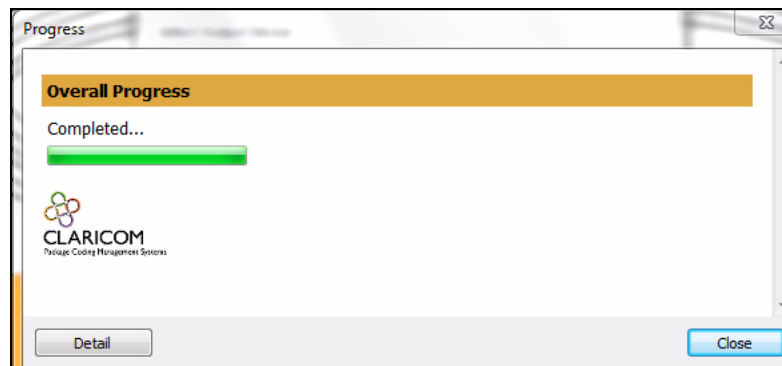 Progress
Overall Progress
Completed...
CLARICOM
Package Coding Management Systems
Detail
Close